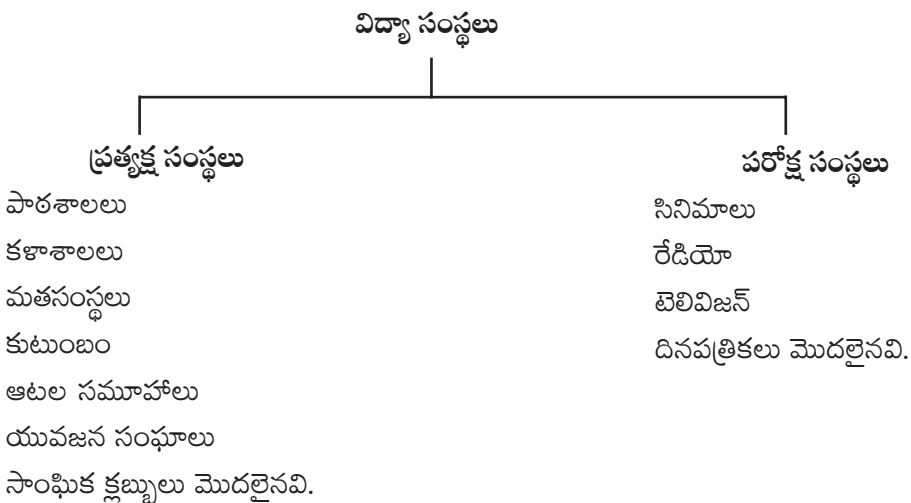 విద్యా సంస్థలు
ప్రత్యక్ష సంస్థలు
పాఠశాలలు
కళాశాలలు
మతసంస్థలు
కుటుంబం
ఆటల సమూహాలు
యువజన సంఘాలు
సాంఘిక క్లబ్బులు మొదలైనవి.
పరోక్ష సంస్థలు
సినిమాలు
రేడియో
టెలివిజన్
దినపత్రికలు మొదలైనవి.